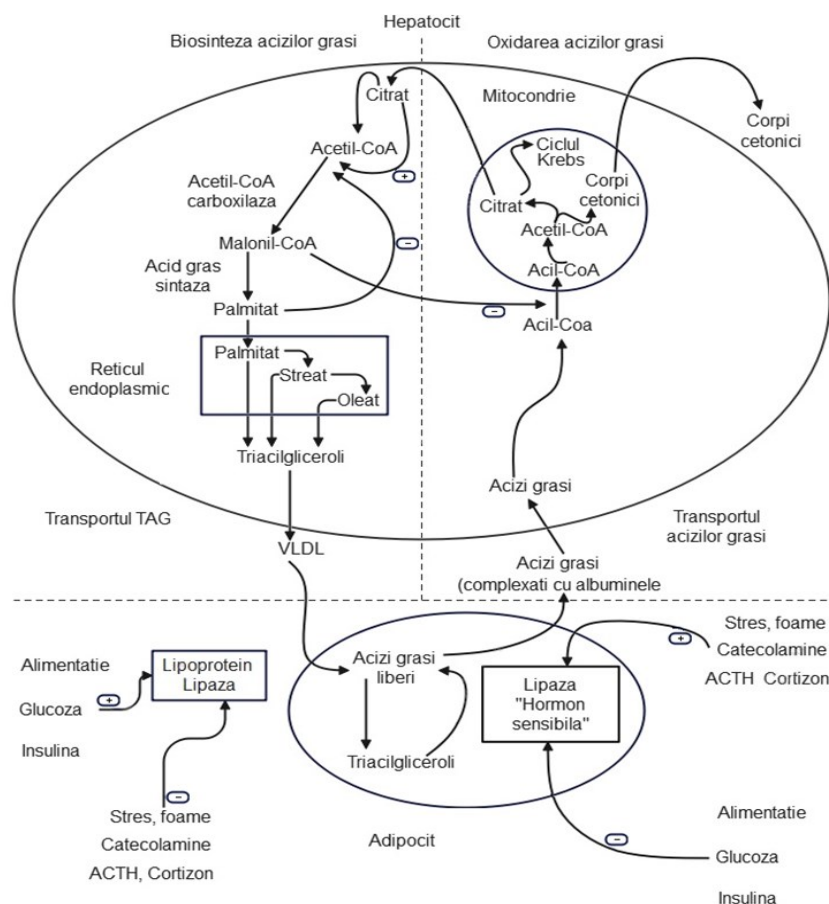 Hepatocit
Biosinteza acizilor grasi
Oxidarea acizilor grasi
Citrat
Mitocondrie
Corpi
cetonici
Acetil-CoA
Ciclul
Krebs
+
Acetil-CoA
carboxilaza
Corpi
cetonici
Citrat
Acetil-CoA
Malonil-CoA
−
Acil-CoA
Acid gras
sintaza
Palmitat
−
Acil-Coa
Palmitat
Streat
Oleat
Reticul
endoplasmic
Triacilgliceroli
Acizi grasi
Transportul TAG
Transportul
acizilor grasi
VLDL
Acizi grasi
(complexati cu albuminele
Stres, foame
+
Catecolamine
ACTH Cortizon
Alimentatie
Lipoprotein
Lipaza
Acizi grasi
liberi
Lipaza
"Hormon
sensibila"
+
Glucoza
Insulina
Triacilgliceroli
−
Stres, foame
Catecolamine
ACTH, Cortizon
Adipocit
Alimentatie
−
Glucoza
Insulina